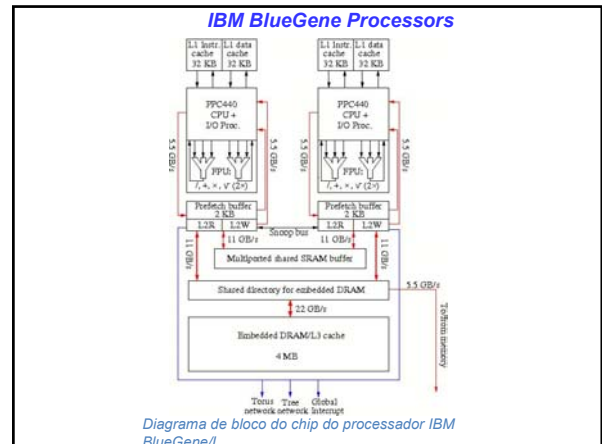 IBM BlueGene Processors
L1 Instr. cache 32 KB
L1 data cache 32 KB
L1 Instr. cache 32 KB
L1 data cache 32 KB
PPC440
CPU +
I/O Proc.
PPC440
CPU +
I/O Proc.
5.5 GB/s
5.5 GB/s
5.5 GB/s
5.5 GB/s
FPU:
/, +, ×, √ (2×)
FPU:
/, +, ×, √ (2×)
Prefetch buffer
2 KB
L2R
L2W
Prefetch buffer
2 KB
L2R
L2W
Snoop bus
11 GB/s
11 GB/s
11 GB/s
11 GB/s
Multiported shared SRAM buffer
Shared directory for embedded DRAM
5.5 GB/s
22 GB/s
To/from memory
Embedded DRAM/L3 cache
4 MB
Torus network
Tree network
Global Interrupt
Diagrama de bloco do chip do processador IBM
BlueGene/L